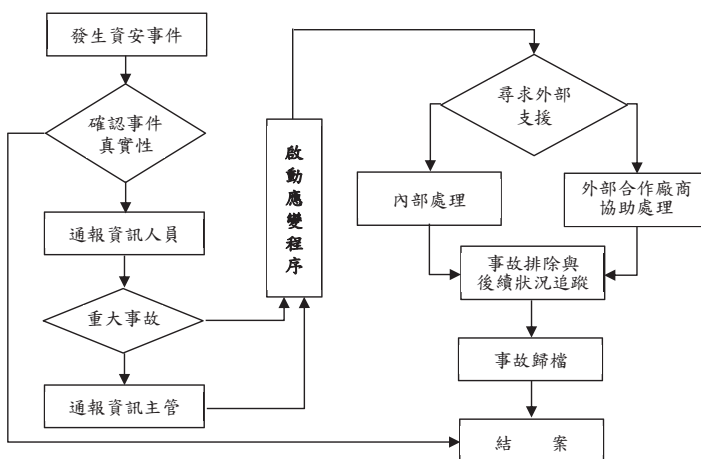 發生資安事件
確認事件
真實性
通報資訊人員
重大事故
通報資訊主管
啟動應變程序
尋求外部
支援
內部處理
外部合作廠商
協助處理
事故排除與
後續狀況追蹤
事故歸檔
結 案